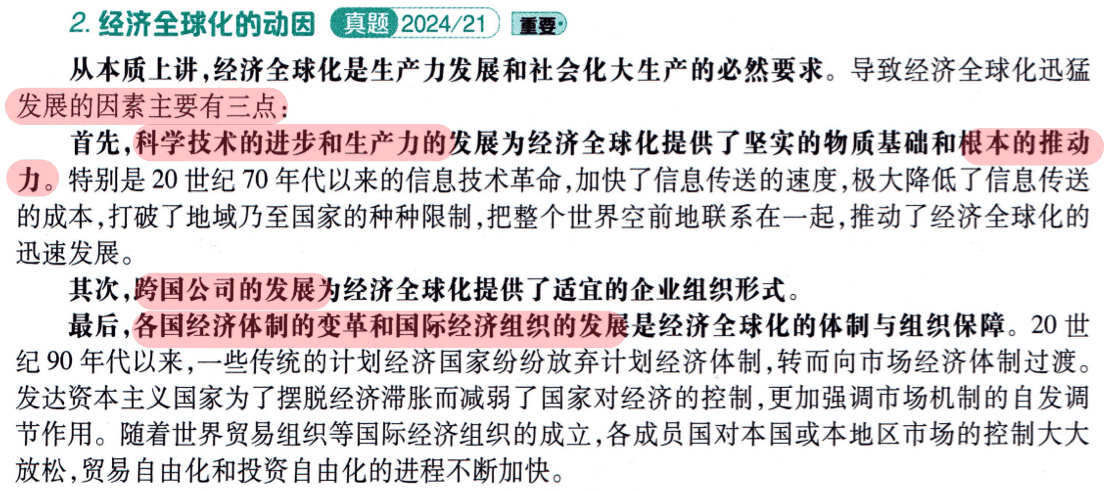 2. 经济全球化的动因 真题 2024/21 重要
从本质上讲,经济全球化是生产力发展和社会化大生产的必然要求。导致经济全球化迅猛
发展的因素主要有三点:
首先,科学技术的进步和生产力的发展为经济全球化提供了坚实的物质基础和根本的推动
力。特别是 20 世纪 70 年代以来的信息技术革命,加快了信息传送的速度,极大降低了信息传送
的成本,打破了地域乃至国家的种种限制,把整个世界空前地联系在一起,推动了经济全球化的
迅速发展。
其次,跨国公司的发展为经济全球化提供了适宜的企业组织形式。
最后,各国经济体制的变革和国际经济组织的发展是经济全球化的体制与组织保障。20 世
纪 90 年代以来,一些传统的计划经济国家纷纷放弃计划经济体制,转而向市场经济体制过渡。
发达资本主义国家为了摆脱经济滞胀而减弱了国家对经济的控制,更加强调市场机制的自发调
节作用。随着世界贸易组织等国际经济组织的成立,各成员国对本国或本地区市场的控制大大
放松,贸易自由化和投资自由化的进程不断加快。